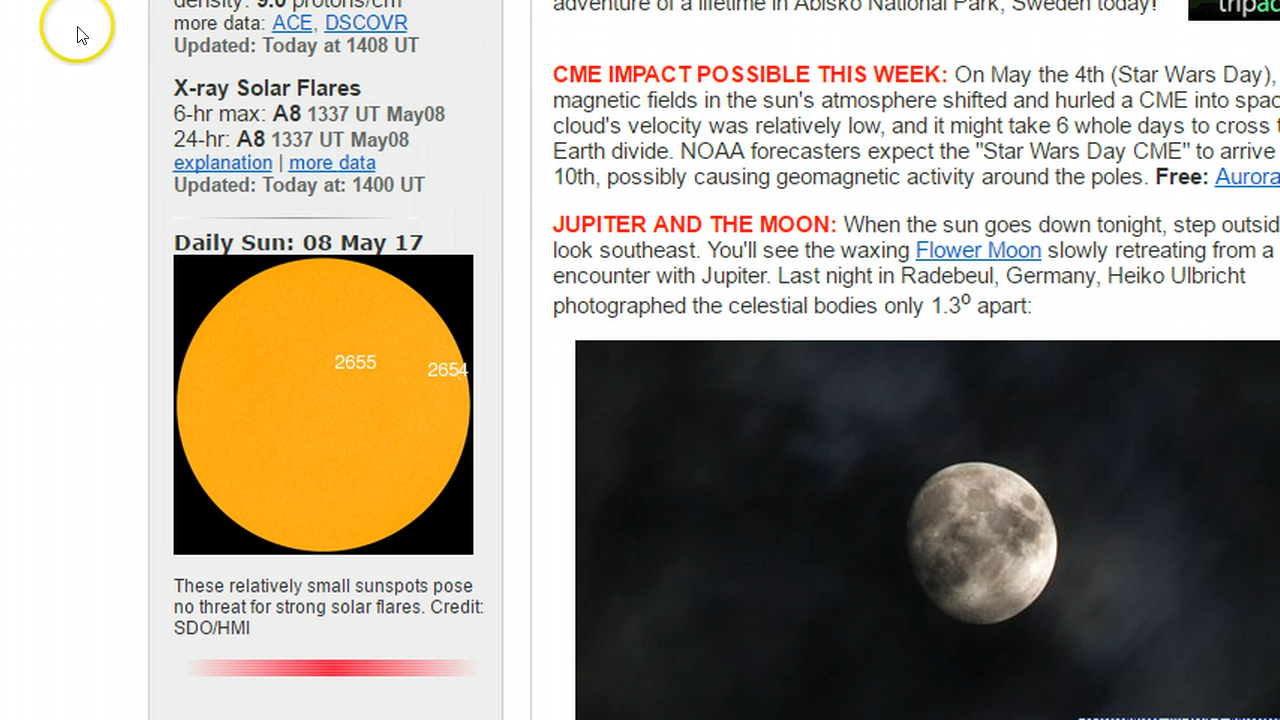 density: 9.0 protons/cm
more data: ACE, DSCOVR
Updated: Today at 1408 UT
X-ray Solar Flares
6-hr max: A8 1337 UT May08
24-hr: A8 1337 UT May08
explanation | more data
Updated: Today at: 1400 UT
Daily Sun: 08 May 17
2655
2654
These relatively small sunspots pose
no threat for strong solar flares. Credit:
SDO/HMI
adventure of a lifetime in Abisko National Park, Sweden today!
CME IMPACT POSSIBLE THIS WEEK: On May the 4th (Star Wars Day),
magnetic fields in the sun's atmosphere shifted and hurled a CME into spac
cloud's velocity was relatively low, and it might take 6 whole days to cross t
Earth divide. NOAA forecasters expect the "Star Wars Day CME" to arrive
10th, possibly causing geomagnetic activity around the poles. Free: Aurora
JUPITER AND THE MOON: When the sun goes down tonight, step outsid
look southeast. You'll see the waxing Flower Moon slowly retreating from a
encounter with Jupiter. Last night in Radebeul, Germany, Heiko Ulbricht
photographed the celestial bodies only 1.3º apart: